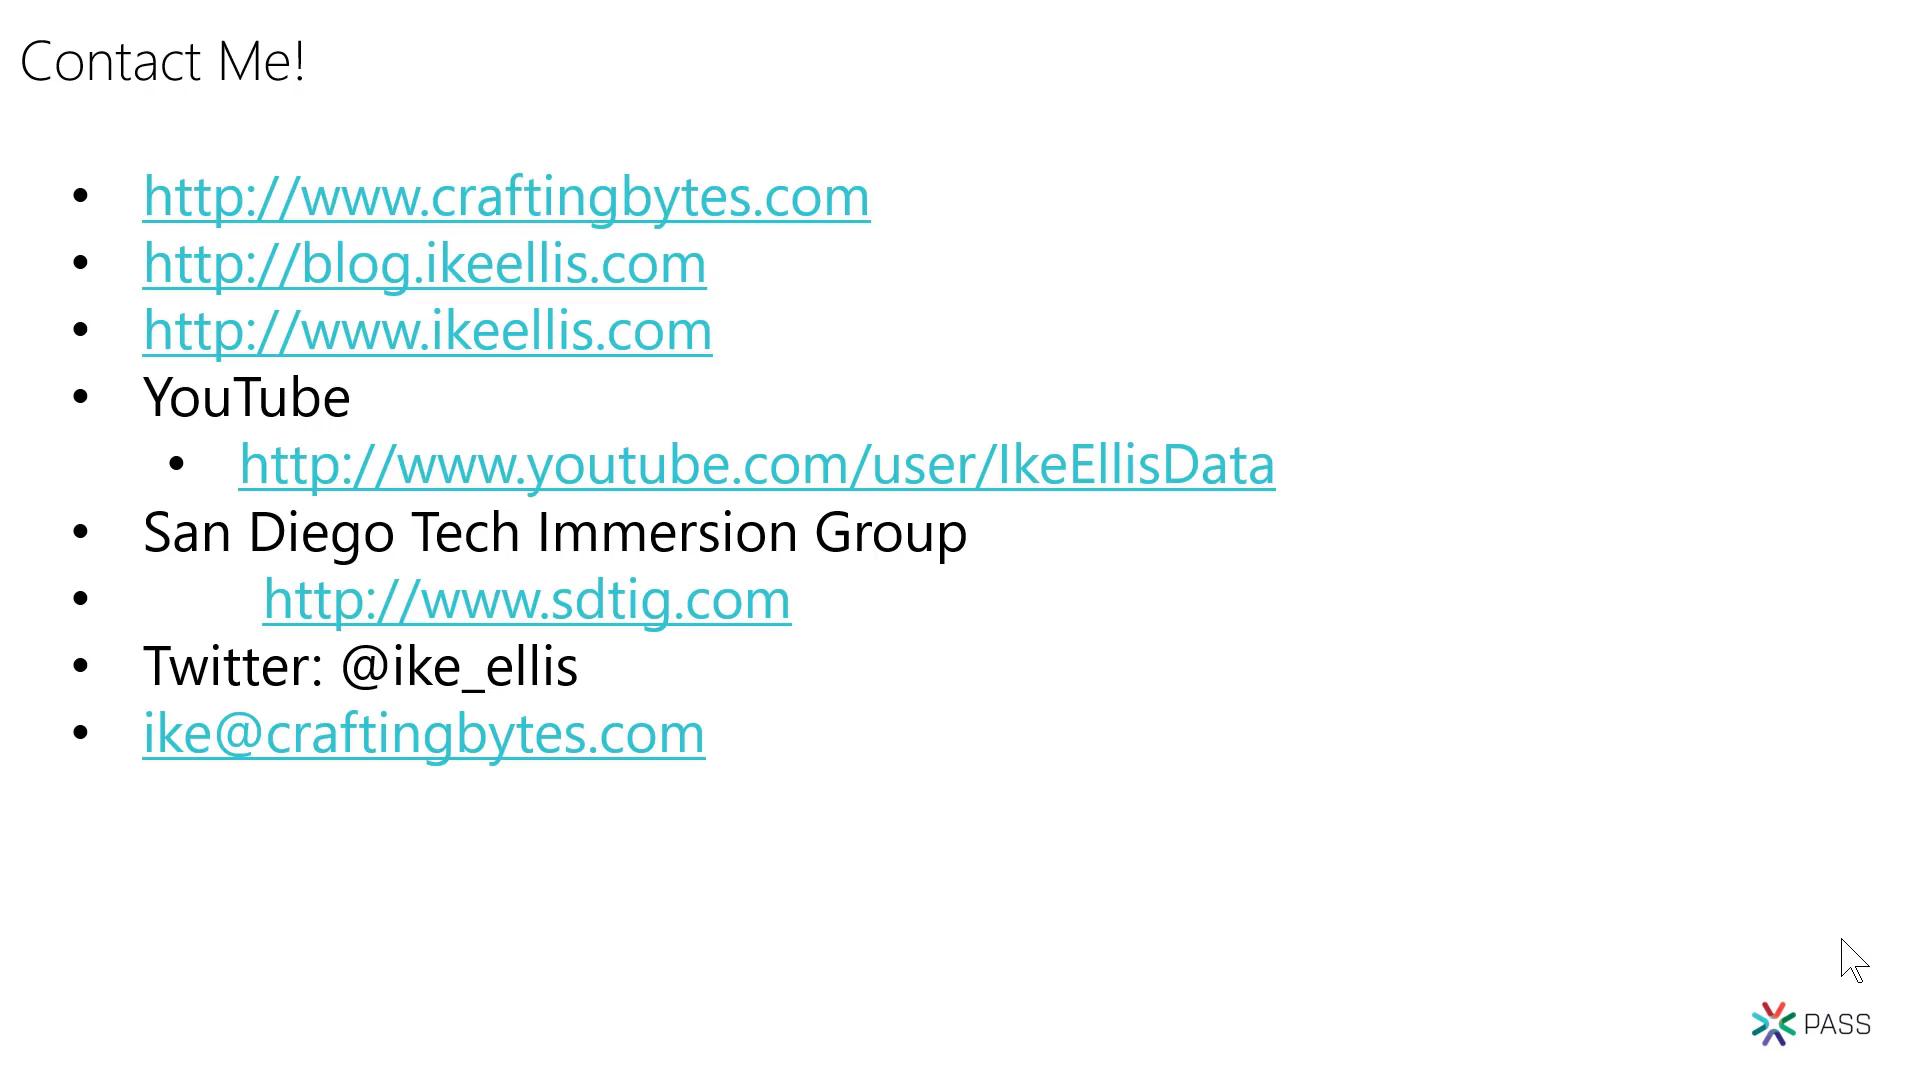 Contact Me!
• http://www.craftingbytes.com
• http://blog.ikeellis.com
• http://www.ikeellis.com
• YouTube
• http://www.youtube.com/user/IkeEllisData
• San Diego Tech Immersion Group
• http://www.sdtig.com
• Twitter: @ike_ellis
• ike@craftingbytes.com
PASS